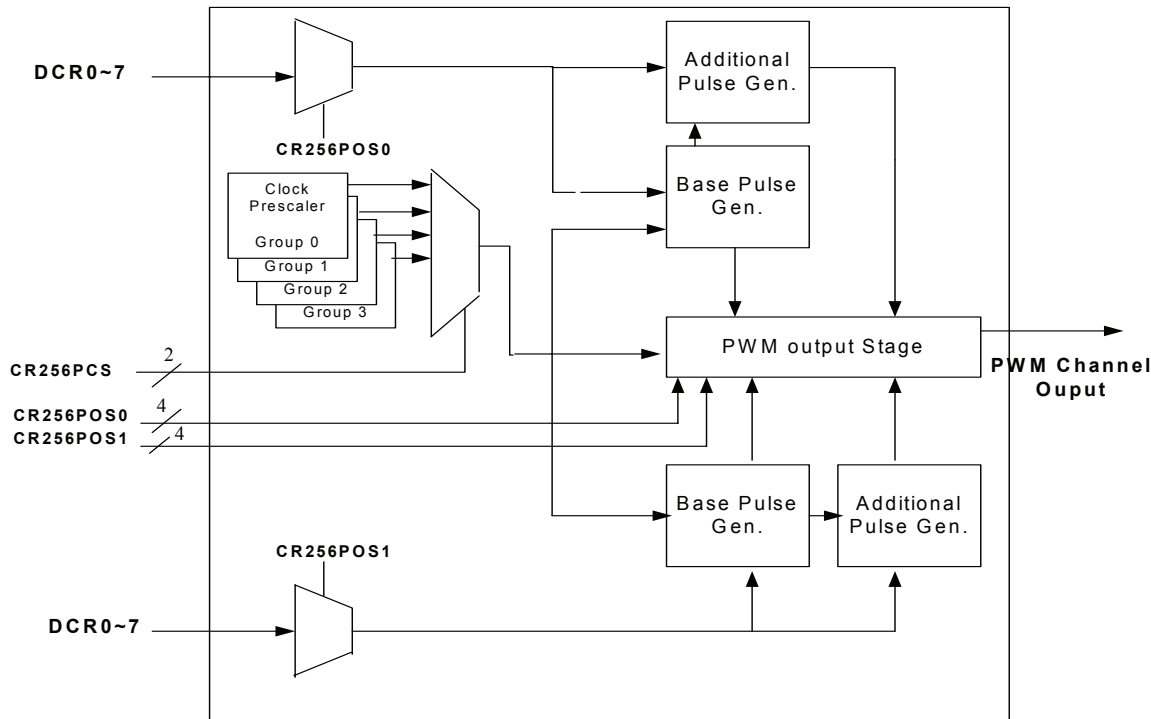 DCR0~7
Additional
Pulse Gen.
CR256POS0
Base Pulse
Gen.
Clock
Prescaler
Group 0
Group 1
Group 2
Group 3
PWM output Stage
PWM Channel
Ouput
CR256PCS
2
CR256POS0
4
CR256POS1
4
Base Pulse
Gen.
Additional
Pulse Gen.
CR256POS1
DCR0~7